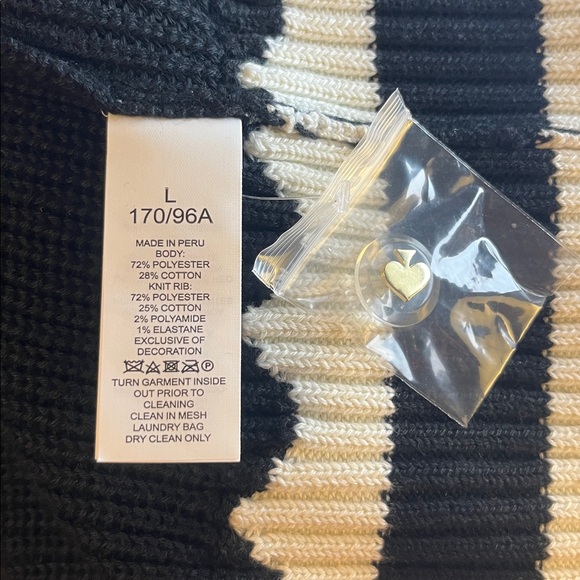 L
170/96A
MADE IN PERU
BODY:
72% POLYESTER
28% COTTON
KNIT RIB:
72% POLYESTER
25% COTTON
2% POLYAMIDE
1% ELASTANE
EXCLUSIVE OF
DECORATION
TURN GARMENT INSIDE
OUT PRIOR TO
CLEANING
CLEAN IN MESH
LAUNDRY BAG
DRY CLEAN ONLY